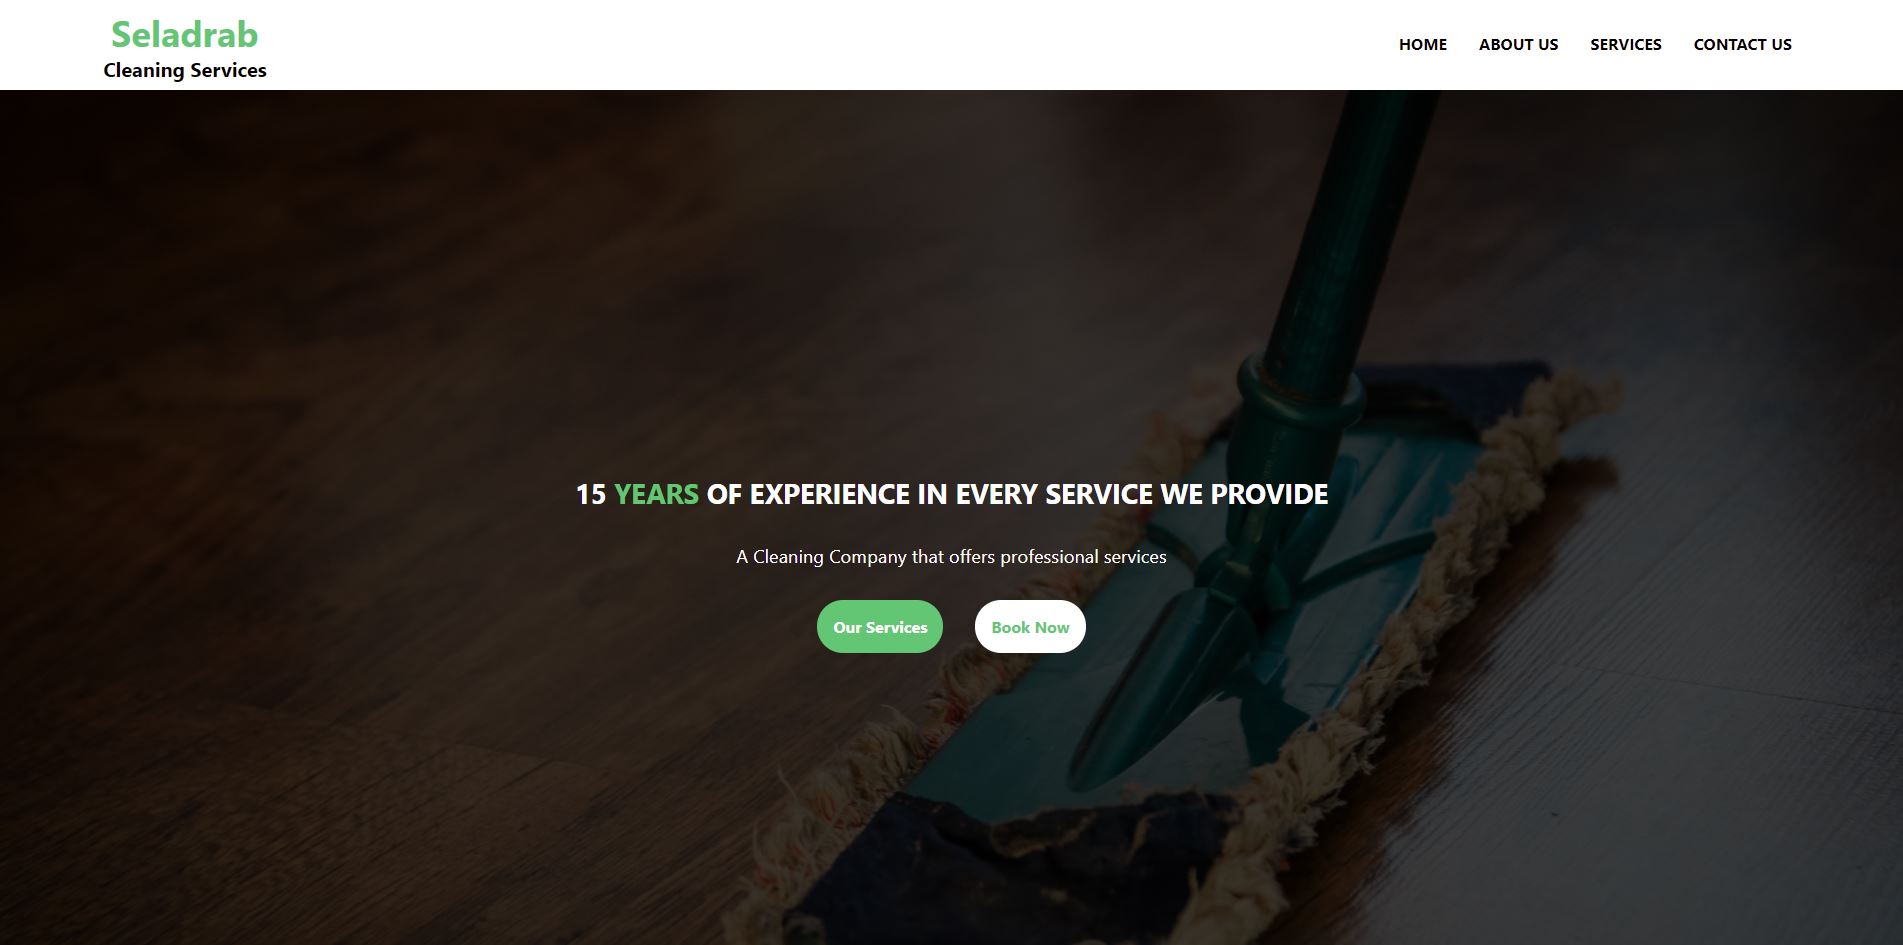 Seladrab
Cleaning Services
HOME ABOUT US SERVICES CONTACT US
15 YEARS OF EXPERIENCE IN EVERY SERVICE WE PROVIDE
A Cleaning Company that offers professional services
Our Services Book Now